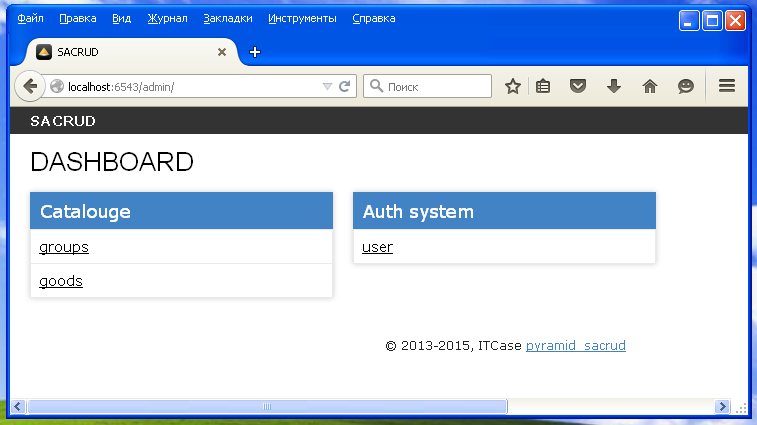 Файл Правка Вид Журнал Закладки Инструменты Справка
SACRUD
localhost:6543/admin/ Поиск
SACRUD
DASHBOARD
Catalouge Auth system
groups user
goods
© 2013-2015, ITCase pyramid_sacrud